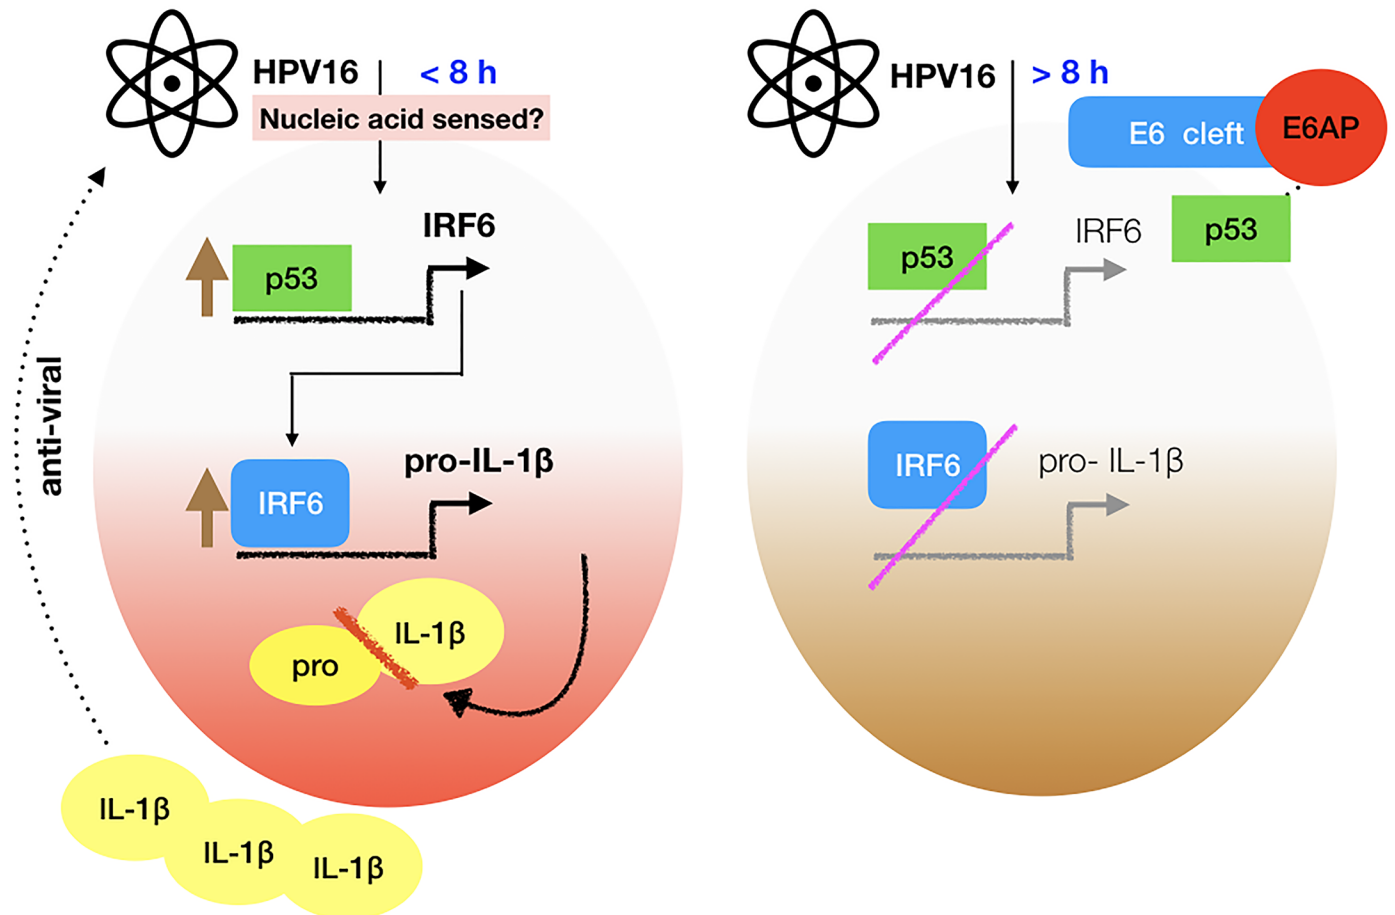 HPV16
< 8 h
Nucleic acid sensed?
IRF6
p53
anti-viral
pro-IL-1β
IRF6
IL-1β
pro
IL-1β
IL-1β
IL-1β
HPV16
> 8 h
E6 cleft
E6AP
p53
IRF6
p53
IRF6
pro- IL-1β